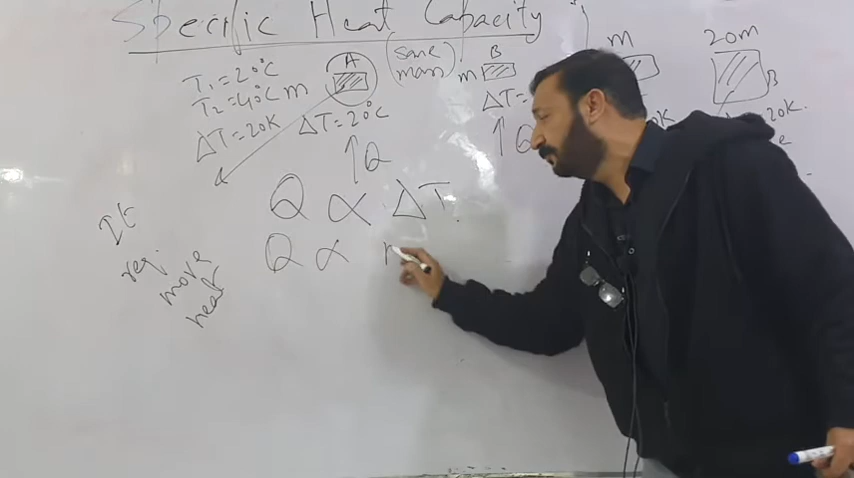 Specific Heat Capacity
T₁ = 20°C
T₂ = 40°C
ΔT = 20K
A
m
ΔT = 20°C
↑Q
(same
mass)
B
m
ΔT =
↑Q
m
20m
B
20K.
Q ∝ ΔT
Q ∝
It
req.
more
heat